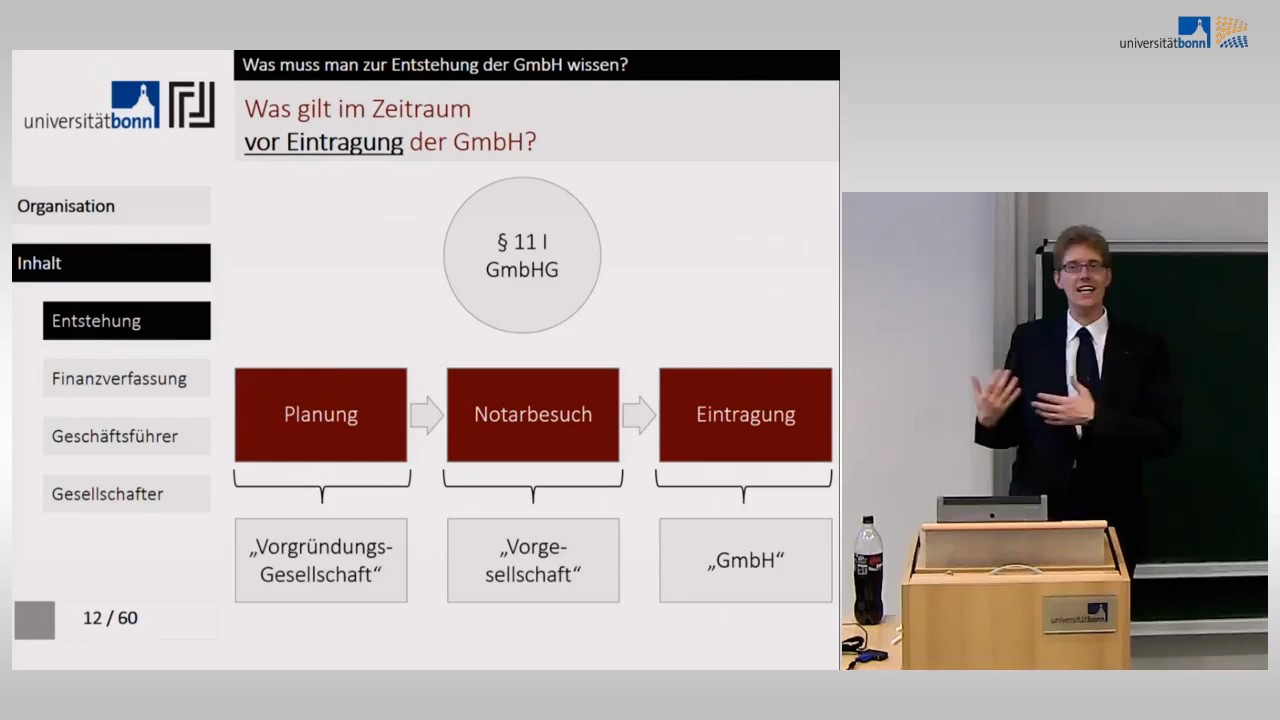 universitätbonn
Was muss man zur Entstehung der GmbH wissen?
universitätbonn
Was gilt im Zeitraum
vor Eintragung der GmbH?
Organisation
Inhalt
Entstehung
Finanzverfassung
Geschäftsführer
Gesellschafter
12 / 60
§ 11 I
GmbHG
Planung
Notarbesuch
Eintragung
„Vorgründungs-
Gesellschaft“
„Vorge-
sellschaft“
„GmbH“
universitätbonn